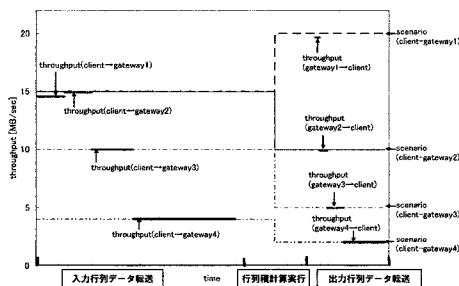 20
15
10
5
0
throughput [MB/sec]
throughput(client→gateway1)
throughput(client→gateway2)
throughput(client→gateway3)
throughput(client→gateway4)
throughput
(gateway1→client)
throughput
(gateway2→client)
throughput
(gateway3→client)
throughput
(gateway4→client)
scenario
(client-gateway1)
scenario
(client-gateway2)
scenario
(client-gateway3)
scenario
(client-gateway4)
入力行列データ転送
time
行列積計算実行
出力行列データ転送